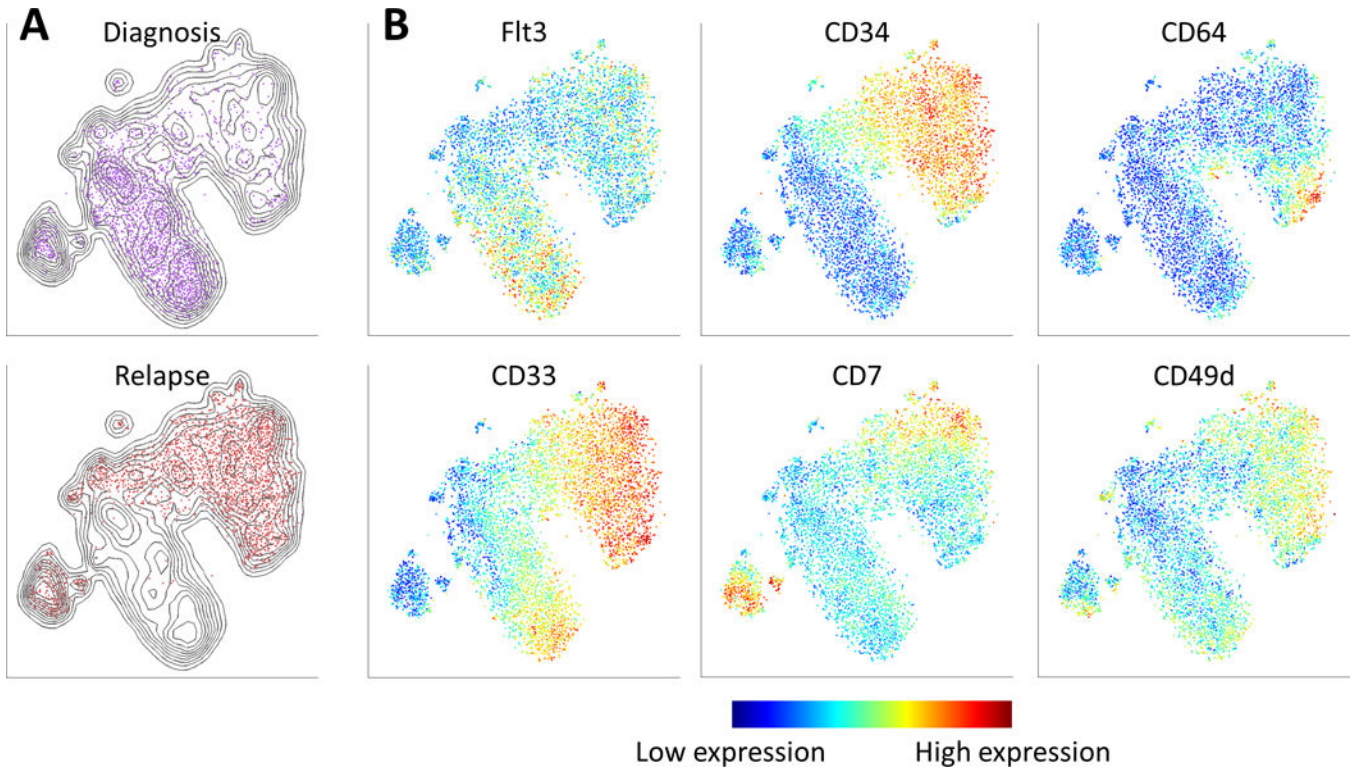 A
Diagnosis
B
Flt3
CD34
CD64
Relapse
CD33
CD7
CD49d
Low expression
High expression